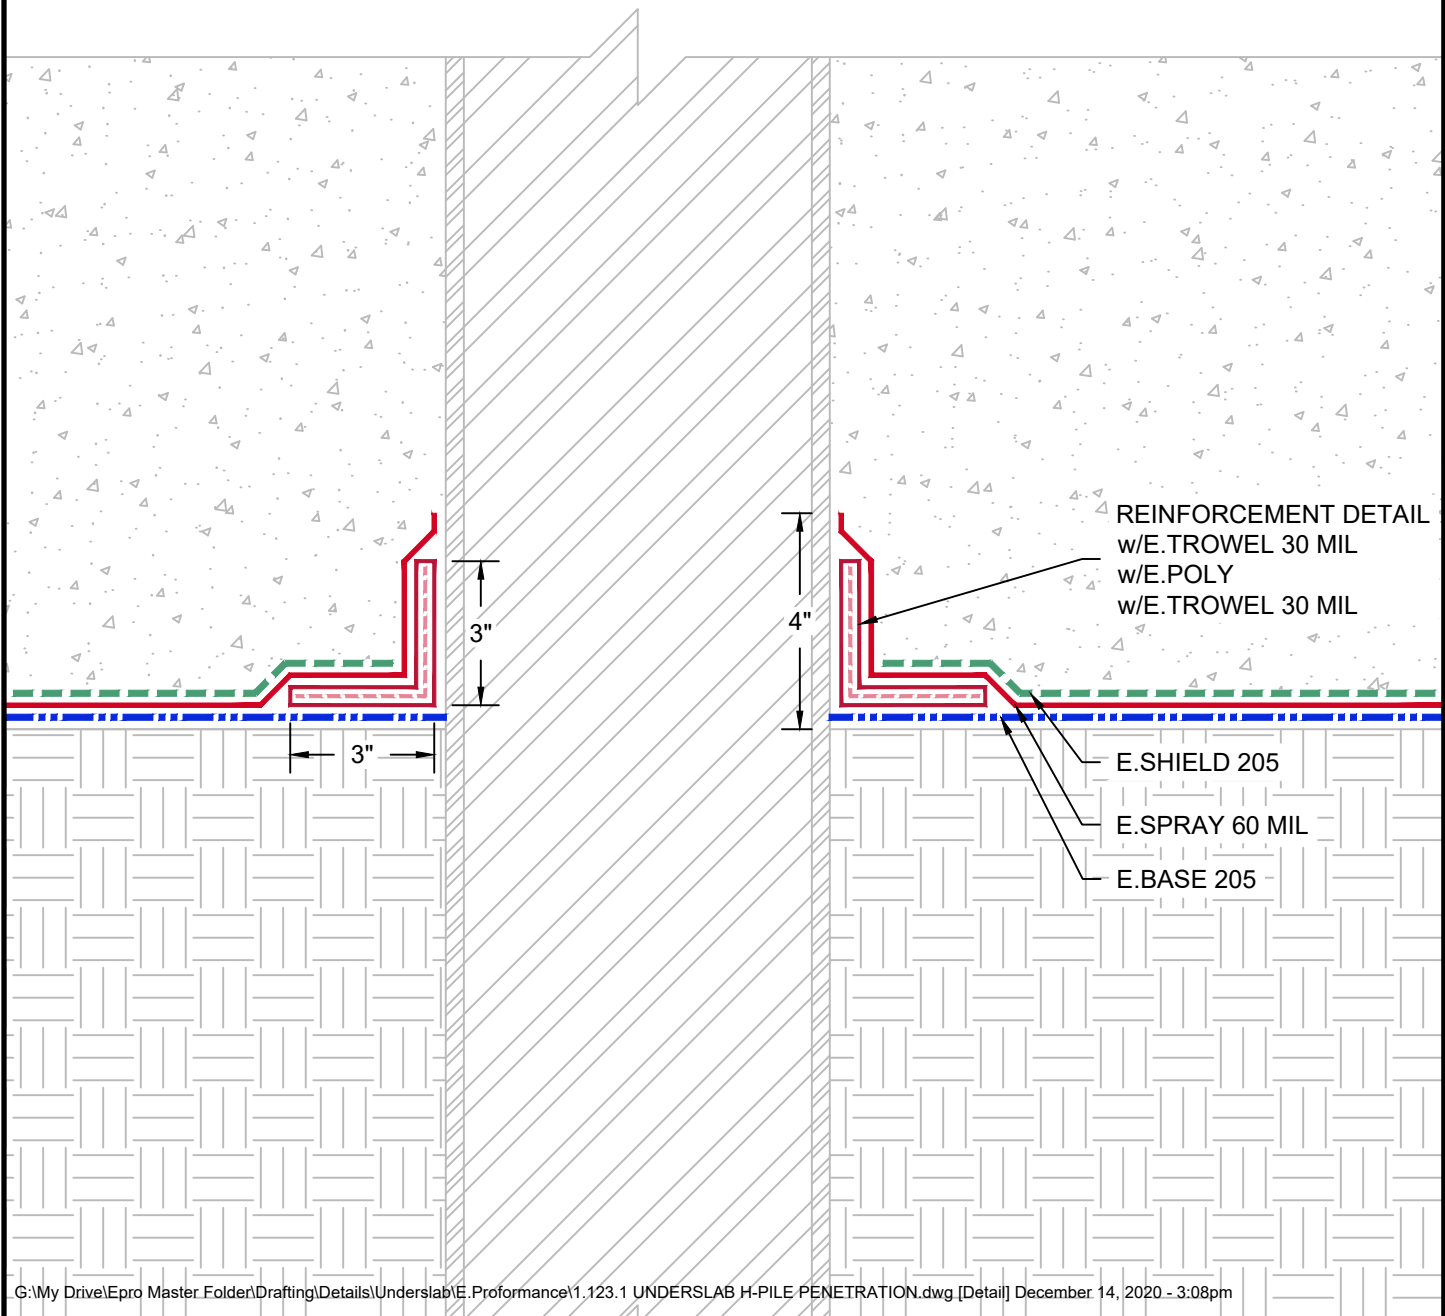 REINFORCEMENT DETAIL
w/E.TROWEL 30 MIL
w/E.POLY
w/E.TROWEL 30 MIL
3"
4"
3"
E.SHIELD 205
E.SPRAY 60 MIL
E.BASE 205
G:\My Drive\Epro Master Folder\Drafting\Details\Underslab\E.Proformance\1.123.1 UNDERSLAB H-PILE PENETRATION.dwg [Detail] December 14, 2020 - 3:08pm